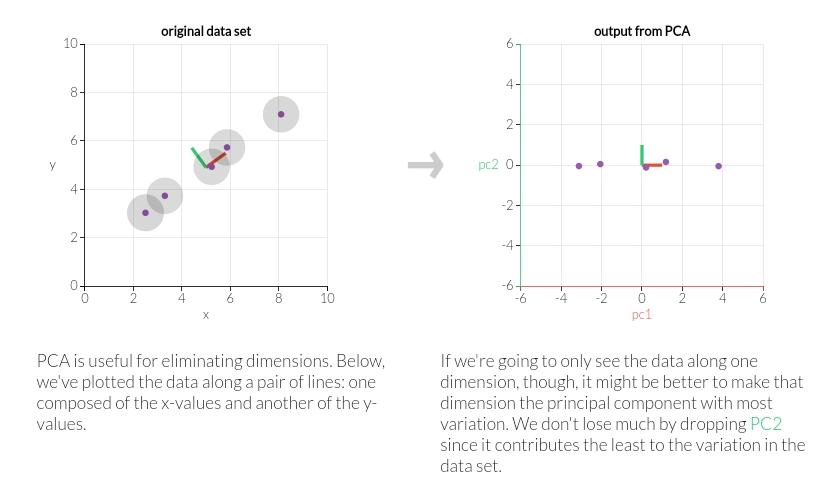 original data set
10
8
6
y
4
2
0
0 2 4 6 8 10
x
output from PCA
6
4
2
pc2 0
-2
-4
-6
-6 -4 -2 0 2 4 6
pc1
PCA is useful for eliminating dimensions. Below,
we've plotted the data along a pair of lines: one
composed of the x-values and another of the y-
values.
If we're going to only see the data along one
dimension, though, it might be better to make that
dimension the principal component with most
variation. We don't lose much by dropping PC2
since it contributes the least to the variation in the
data set.